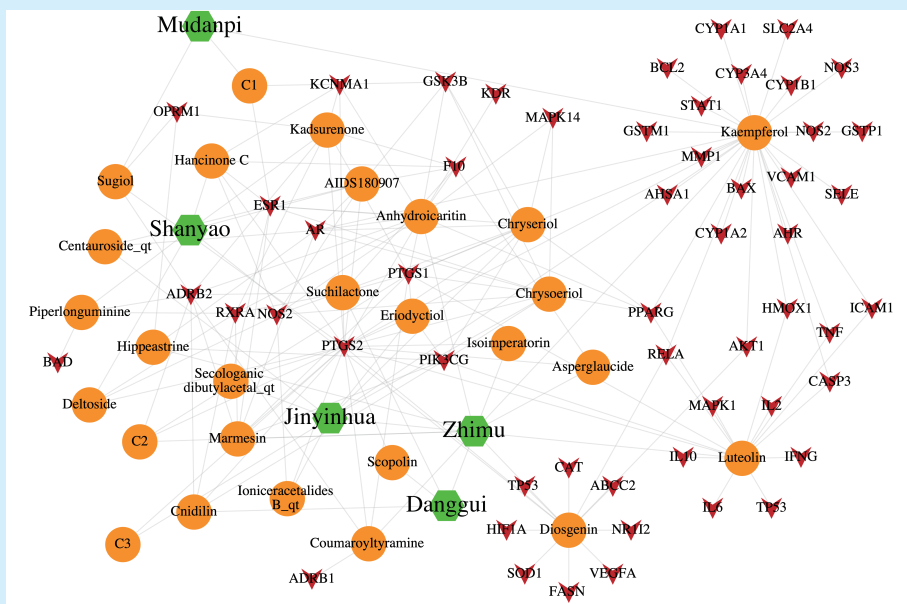 Mudanpi
CYP1A1
SLC2A4
C1
KCNMA1
GSK3B
KDR
BCL2
CYP3A4
CYP1B1
NOS3
OPRM1
MAPK14
STAT1
Kadsurenone
GSTM1
Kaempferol
NOS2
GSTP1
Hancinone C
F10
MMP1
Sugiol
AIDS180907
VCAM1
AHSA1
BAX
SELE
ESR1
Anhydroicaritin
Chryseriol
Shanyao
AR
CYP1A2
AHR
Centauroside_qt
PTGS1
ADRB2
Suchilactone
Chrysoeriol
Piperlonguminine
RXRA
NOS2
Eriodyctiol
PPARG
HMOX1
ICAM1
TNF
Hippeastrine
PTGS2
Isoimperatorin
AKT1
BAD
PIK3CG
RELA
Asperglaucide
Secologanic
dibutylacetal_qt
CASP3
Deltoside
Jinyinhua
MAPK1
IL2
C2
Marmesin
Zhimu
Scopolin
IL10
Luteolin
IFNG
CAT
TP53
ABCC2
Ioniceracetalides
B_qt
Danggui
IL6
TP53
Cnidilin
HIF1A
Diosgenin
NR1I2
C3
Coumaroyltyramine
ADRB1
SOD1
VEGFA
FASN